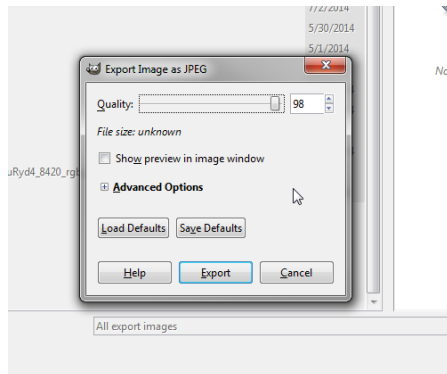 7/2/2014
5/30/2014
5/1/2014
Export Image as JPEG
No
Quality: 98
File size: unknown
Show preview in image window
uRyd4_8420_rgb
Advanced Options
Load Defaults Save Defaults
Help Export Cancel
All export images